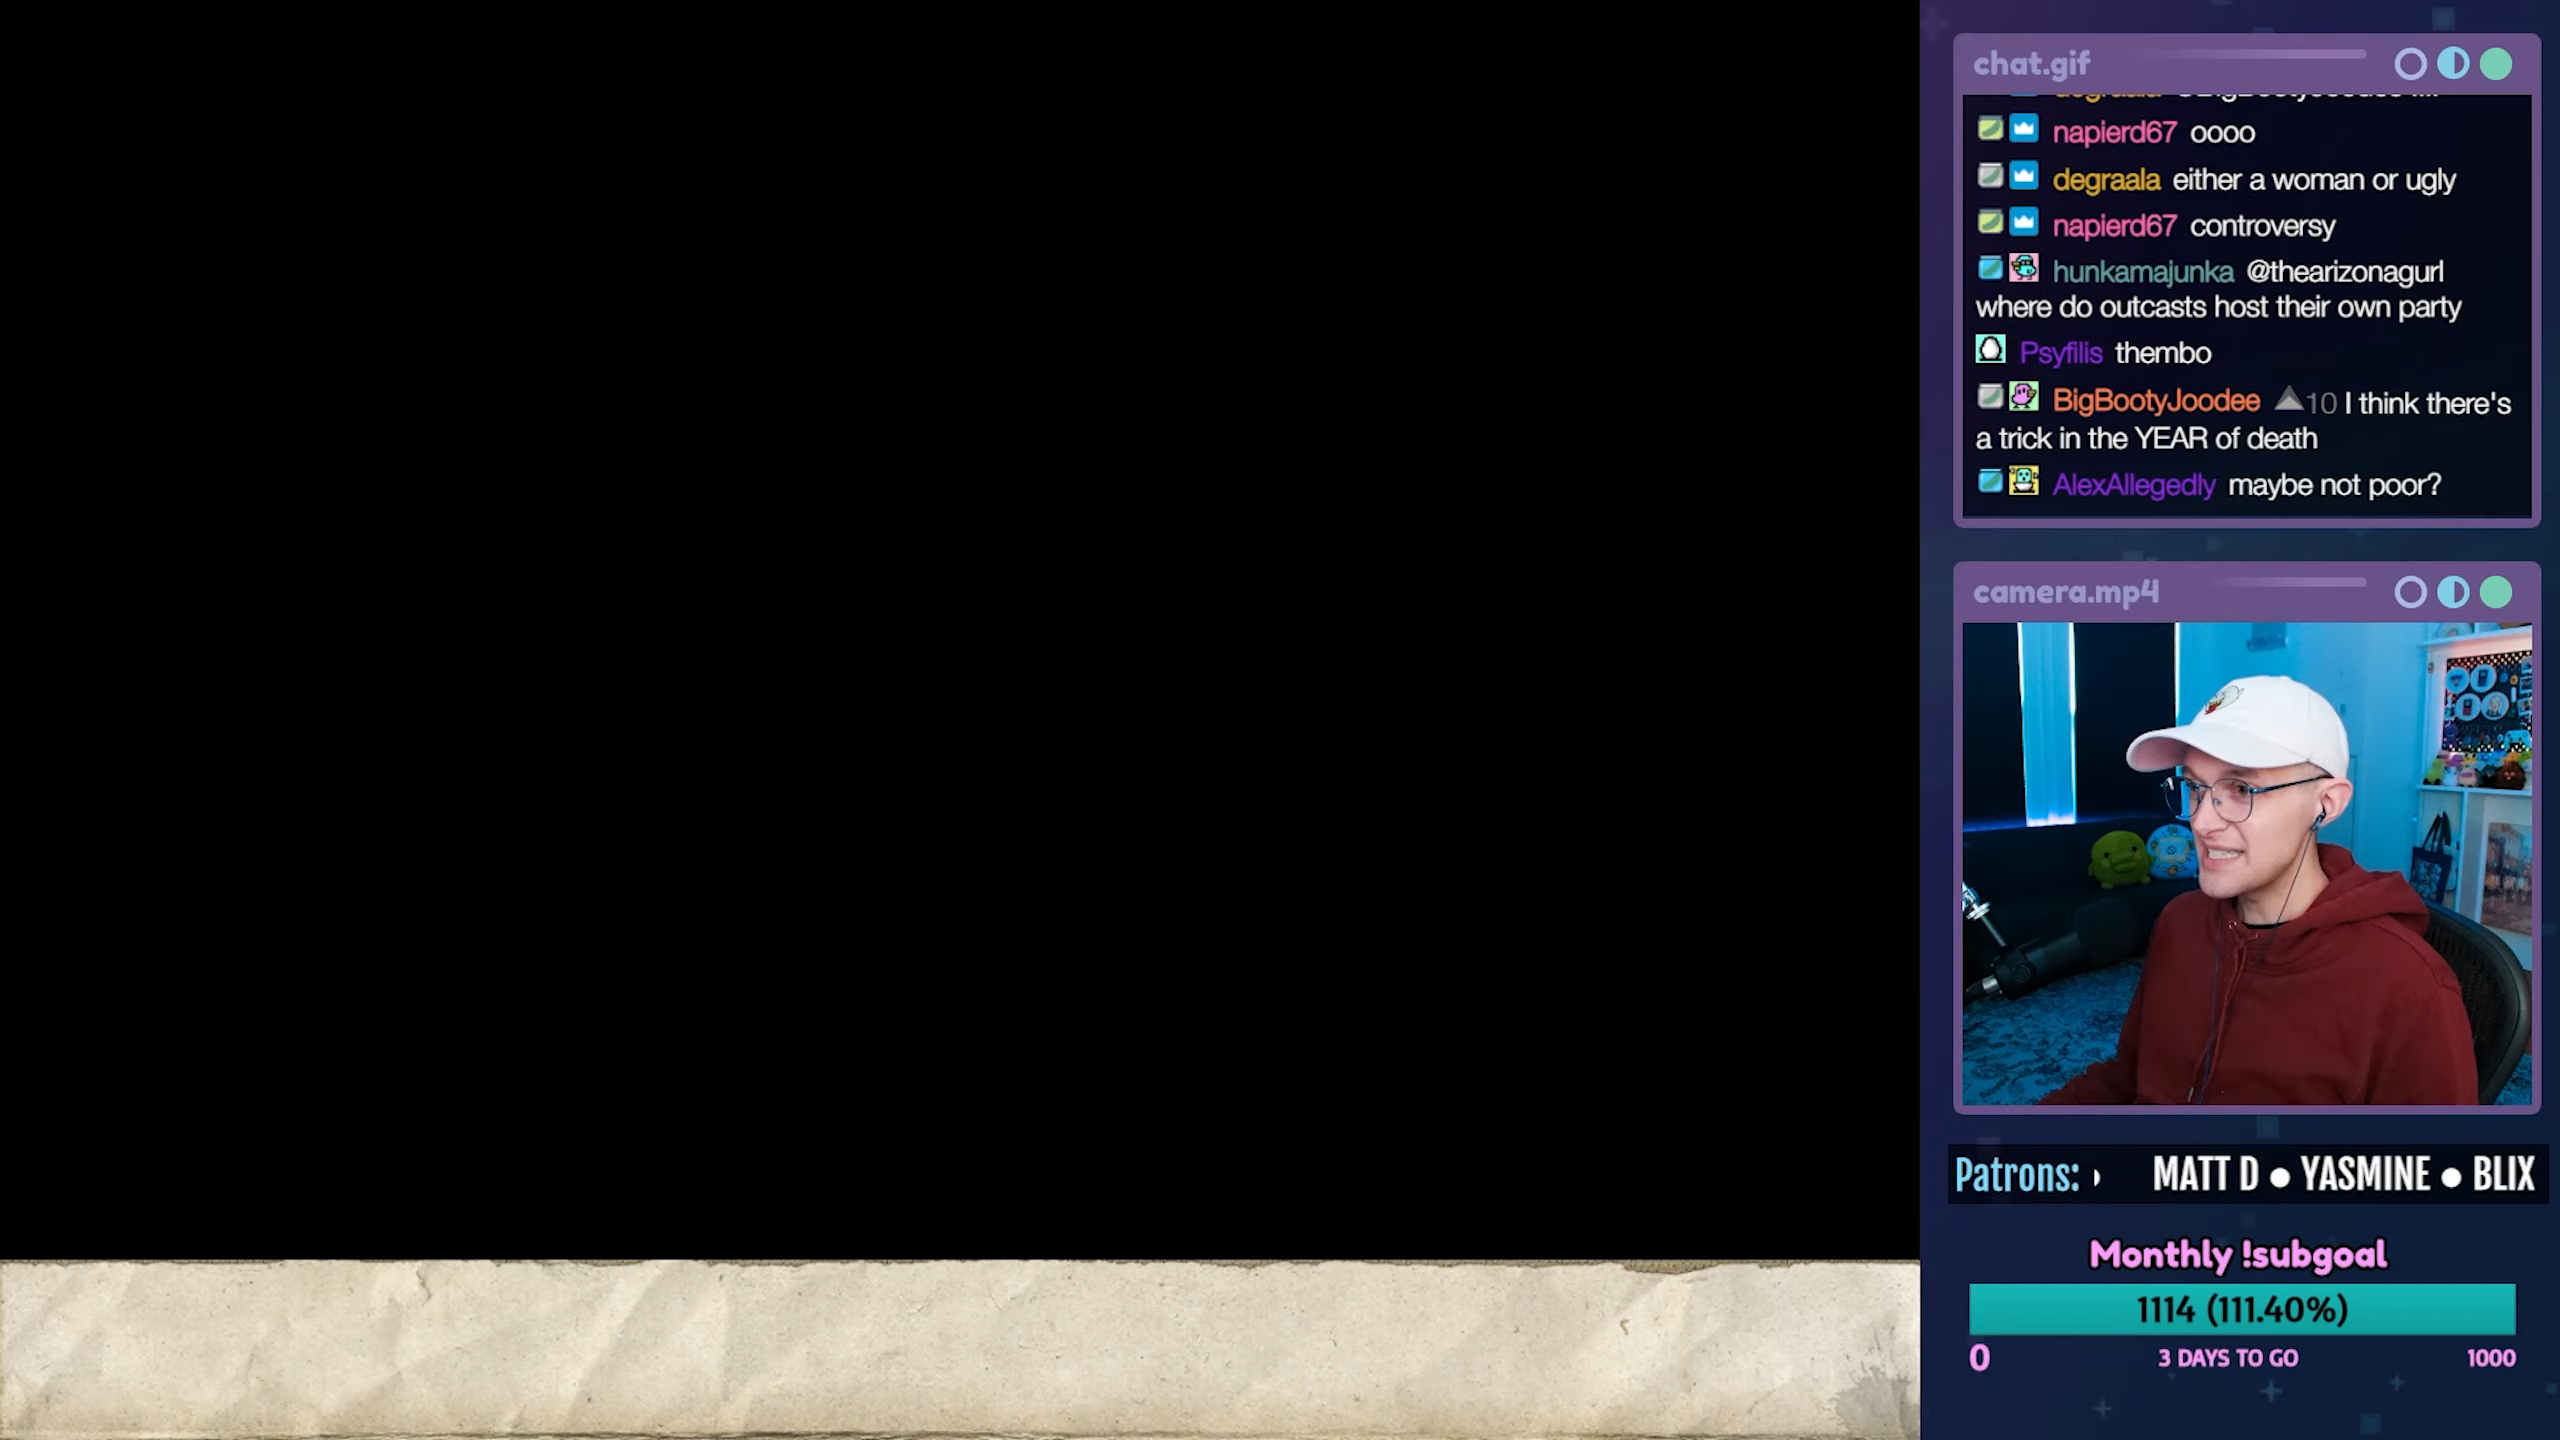 chat.gif
napierd67 oooo
degraala either a woman or ugly
napierd67 controversy
hunkamajunka @thearizonagurl
where do outcasts host their own party
Psyfilis thembo
BigBootyJoodee 10 I think there's
a trick in the YEAR of death
AlexAllegedly maybe not poor?
camera.mp4
Patrons: MATT D ● YASMINE ● BLIX
Monthly !subgoal
1114 (111.40%)
0 3 DAYS TO GO 1000